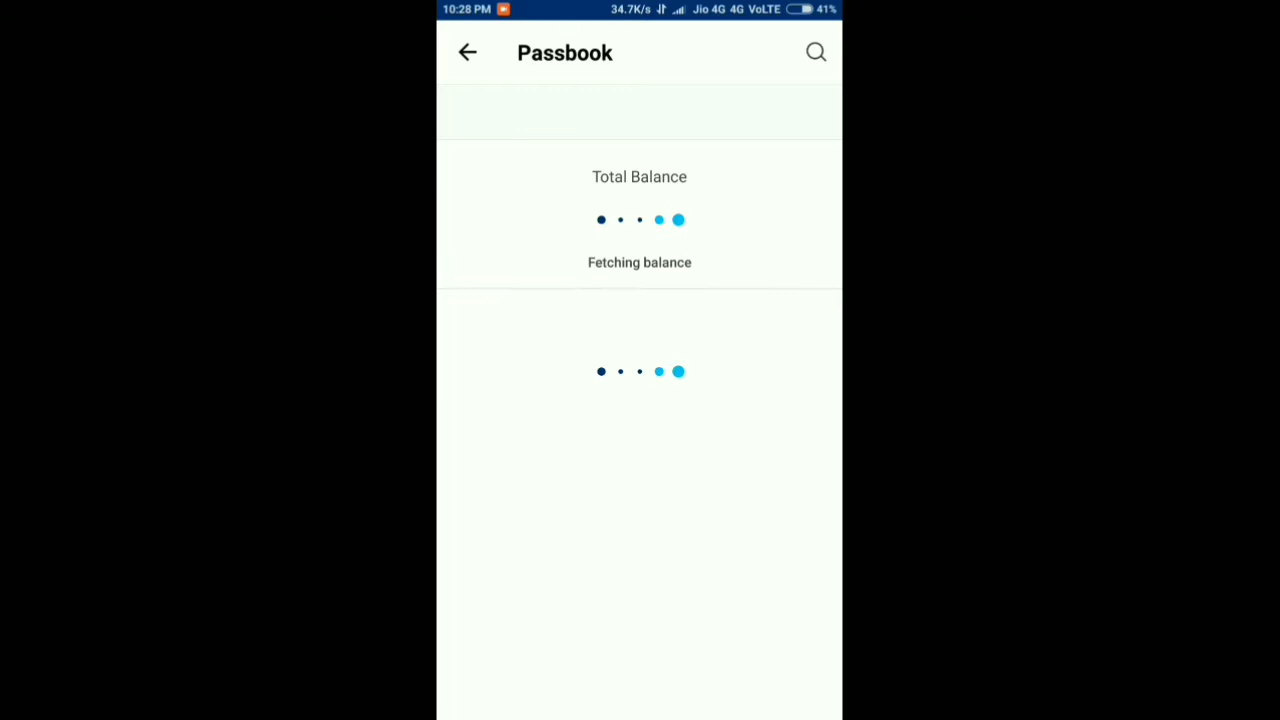 10:28 PM 34.7K/s Jio 4G 4G VoLTE 41%
Passbook
Total Balance
Fetching balance